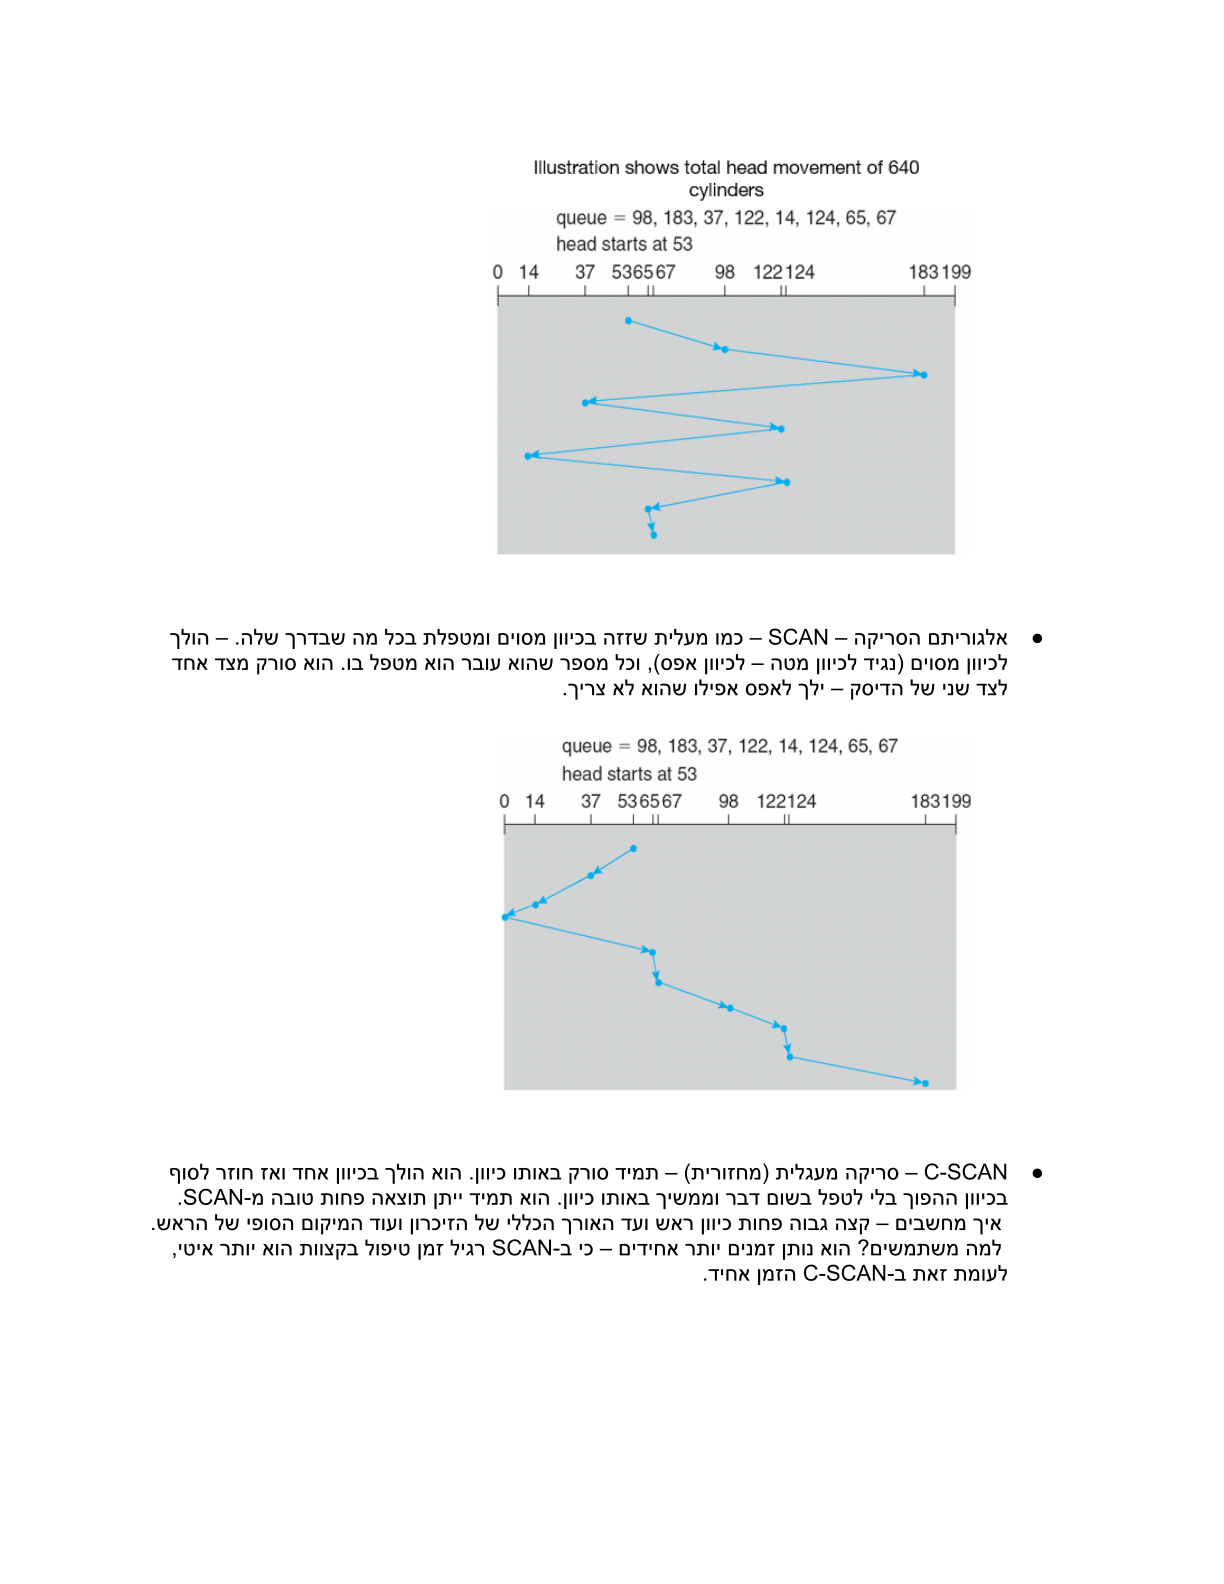 Illustration shows total head movement of 640
cylinders
queue = 98, 183, 37, 122, 14, 124, 65, 67
head starts at 53
0 14 37 53 65 67 98 122 124 183 199
● אלגוריתם הסריקה – SCAN – כמו מעלית שזזה בכיוון מסוים ומטפלת בכל מה שבדרך שלה. – הולך
לכיוון מסוים (נגיד לכיוון מטה – לכיוון אפס), וכל מספר שהוא עובר הוא מטפל בו. הוא סורק מצד אחד
לצד שני של הדיסק – ילך לאפס אפילו שהוא לא צריך.
queue = 98, 183, 37, 122, 14, 124, 65, 67
head starts at 53
0 14 37 53 65 67 98 122 124 183 199
● C-SCAN – סריקה מעגלית (מחזורית) – תמיד סורק באותו כיוון. הוא הולך בכיוון אחד ואז חוזר לסוף
בכיוון ההפוך בלי לטפל בשום דבר וממשיך באותו כיוון. הוא תמיד ייתן תוצאה פחות טובה מ-SCAN.
איך מחשבים – קצה גבוה פחות כיוון ראש ועד האורך הכללי של הזיכרון ועוד המיקום הסופי של הראש.
למה משתמשים? הוא נותן זמנים יותר אחידים – כי ב-SCAN רגיל זמן טיפול בקצוות הוא יותר איטי,
לעומת זאת ב-C-SCAN הזמן אחיד.